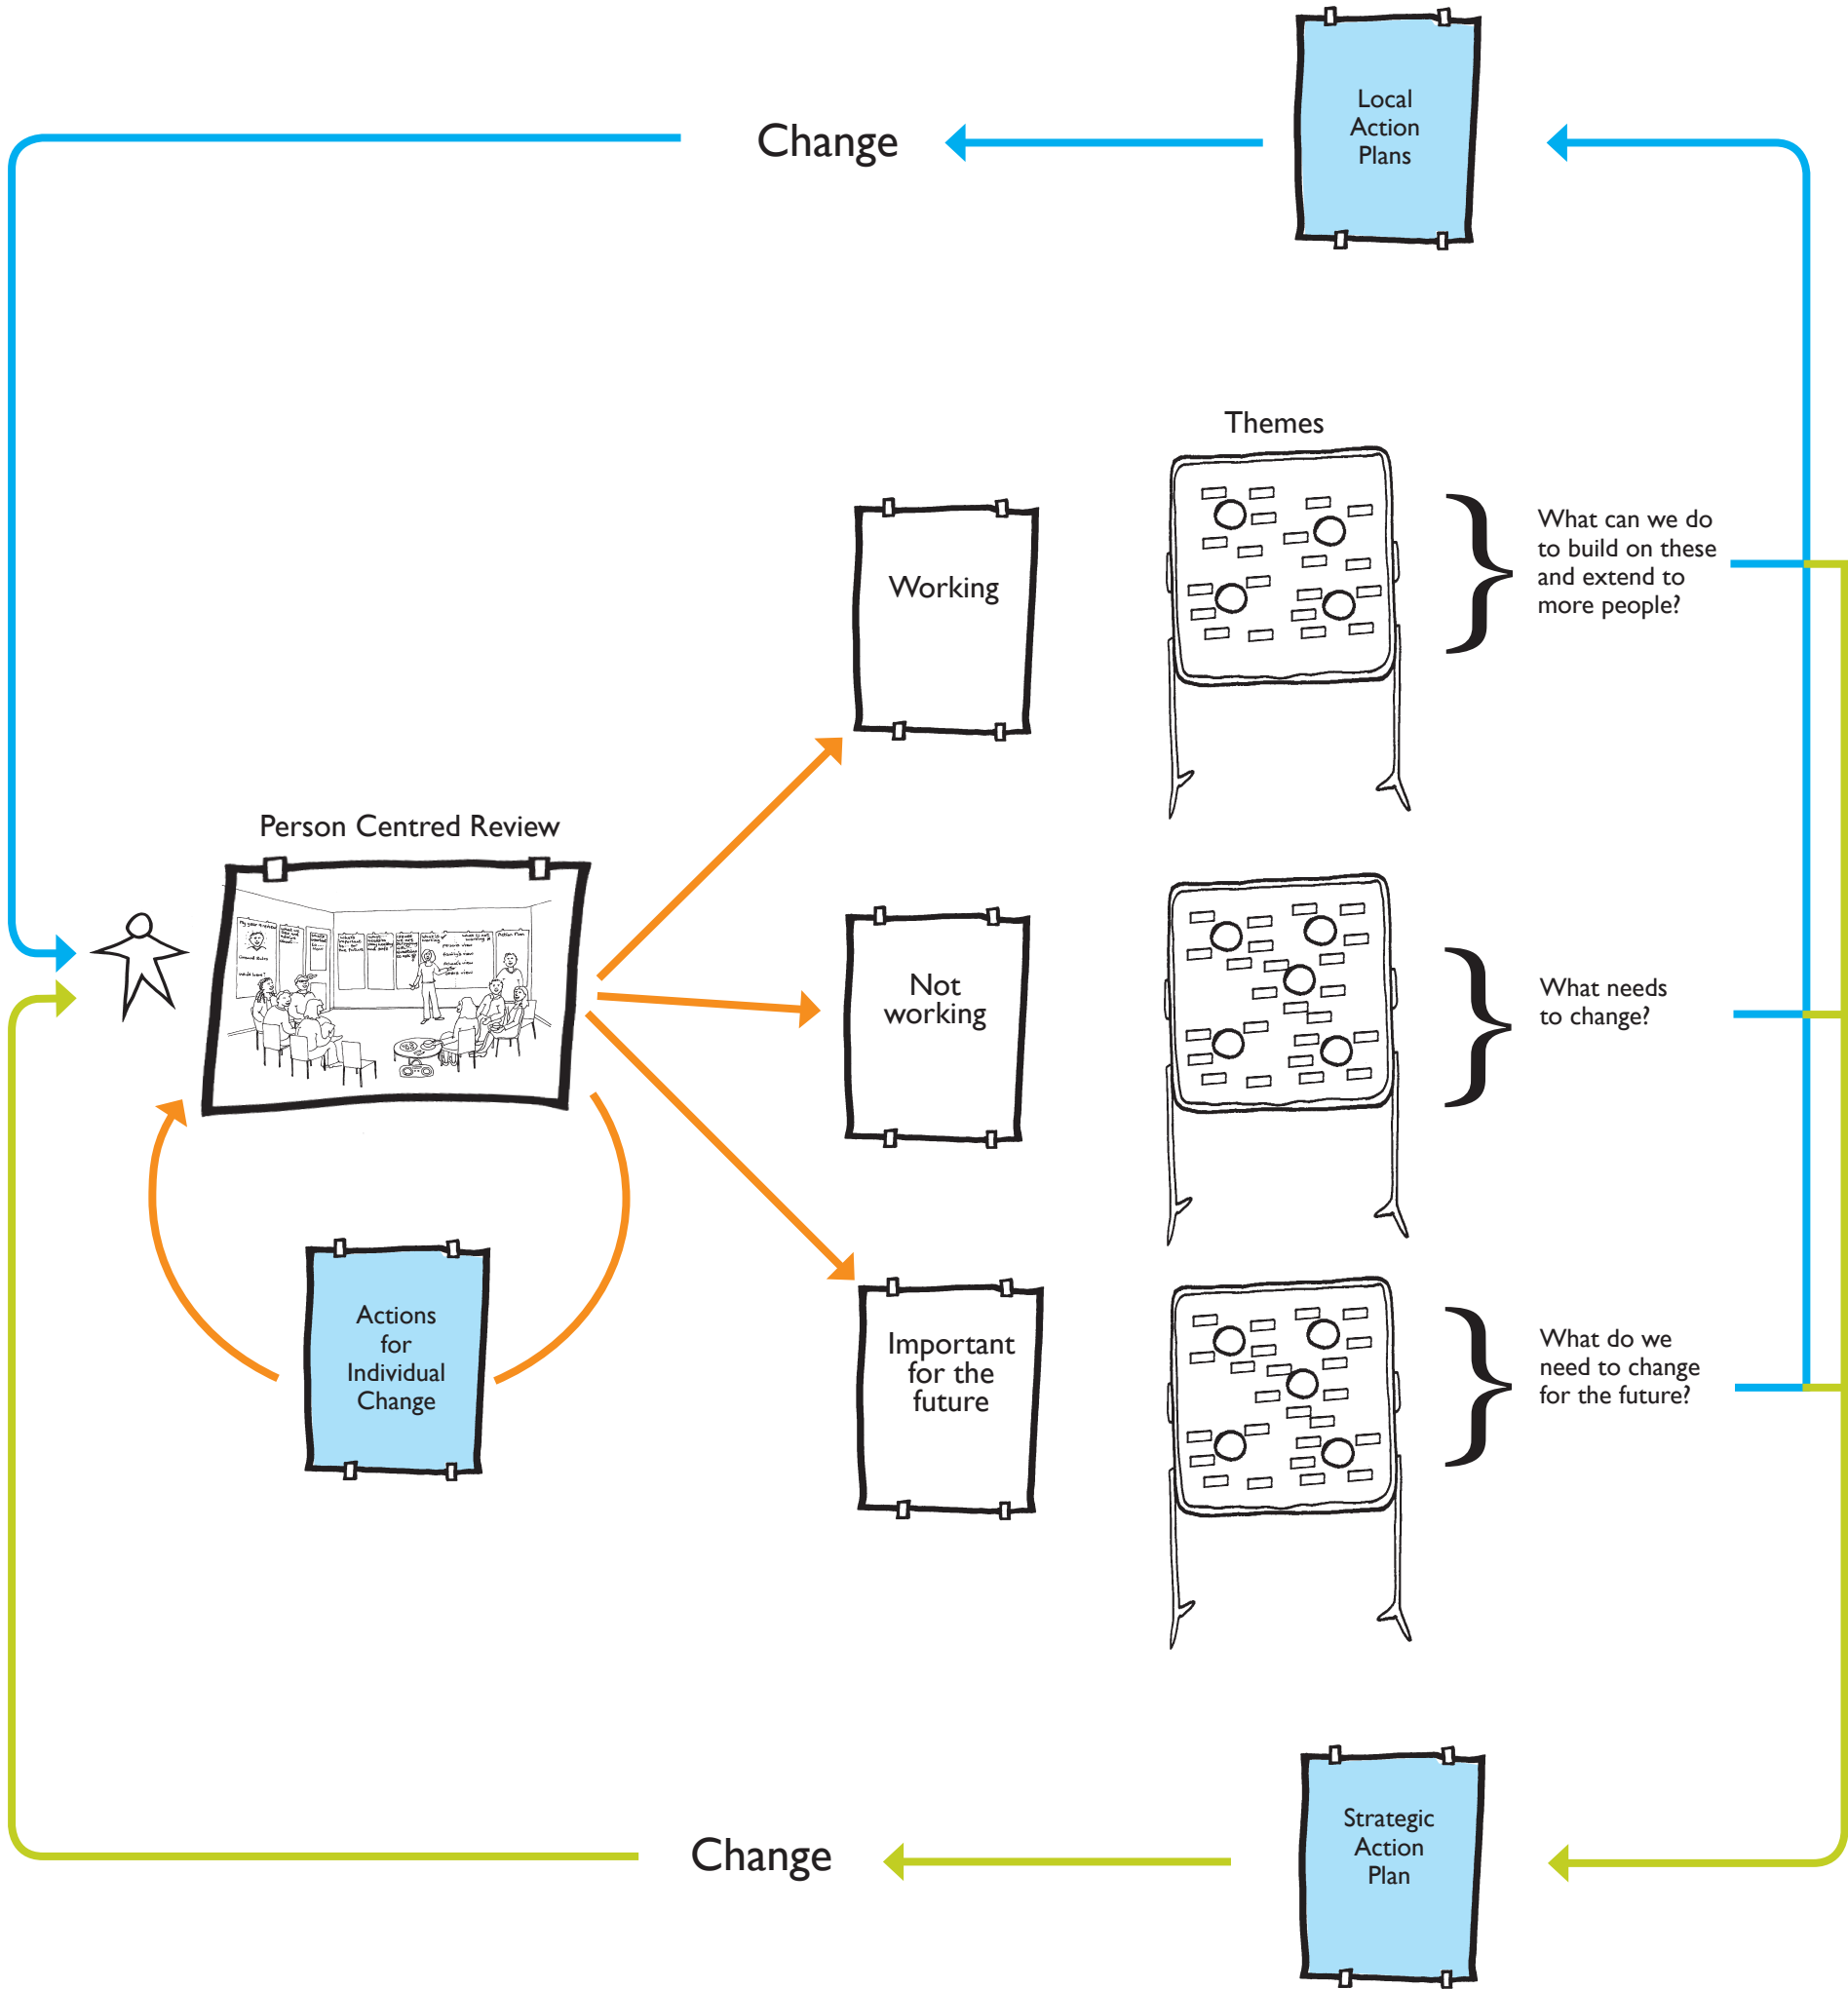 Local
Action
Plans
Change
Themes
Working
What can we do
to build on these
and extend to
more people?
Person Centred Review
Action Plan
Not
working
What needs
to change?
Actions
for
Individual
Change
Important
for the
future
What do we
need to change
for the future?
Change
Strategic
Action
Plan